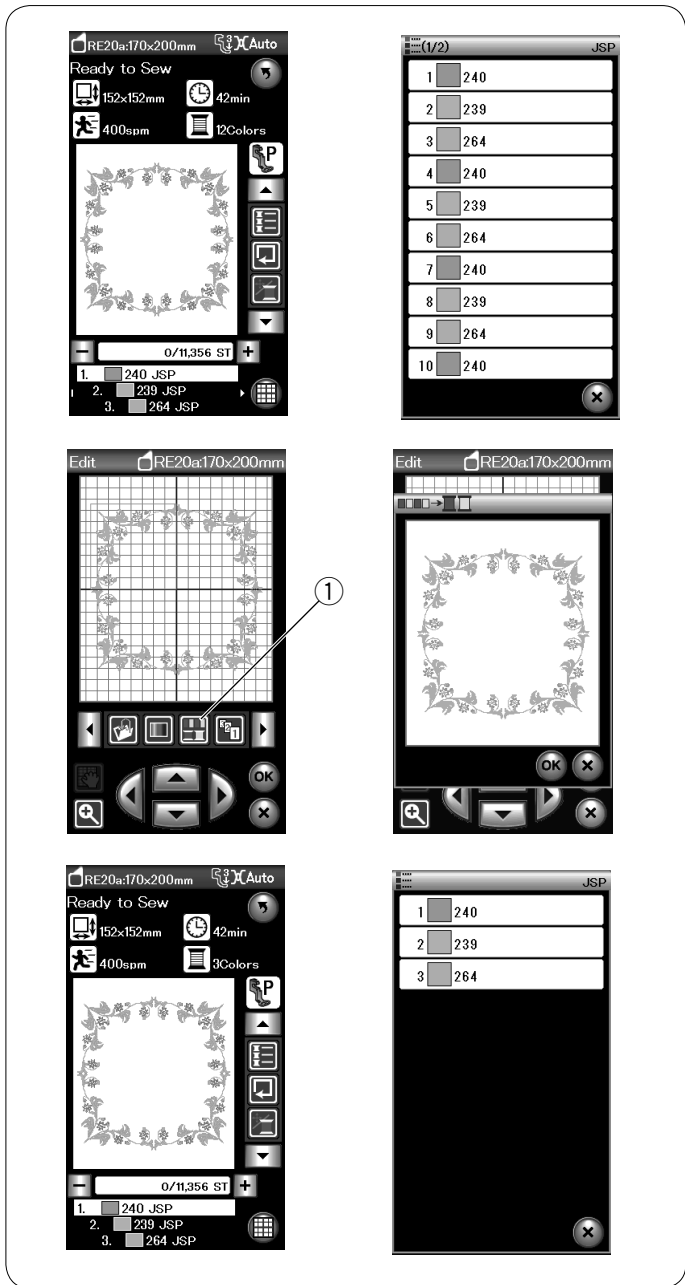 RE20a:170x200mm Auto
Ready to Sew
152x152mm 42min
400spm 12Colors
P
0/11,356 ST
1. 240 JSP
2. 239 JSP
3. 264 JSP
(1/2) JSP
1 240
2 239
3 264
4 240
5 239
6 264
7 240
8 239
9 264
10 240
Edit RE20a:170x200mm
①
OK
Edit RE20a:170x200mm
OK
RE20a:170x200mm Auto
Ready to Sew
152x152mm 42min
400spm 3Colors
P
0/11,356 ST
1. 240 JSP
2. 239 JSP
3. 264 JSP
JSP
1 240
2 239
3 264